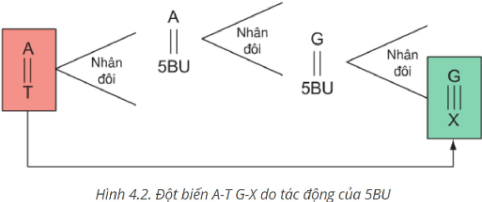 A
T
Nhân
đôi
A
5BU
Nhân
đôi
G
5BU
Nhân
đôi
G
X
Hình 4.2. Đột biến A-T G-X do tác động của 5BU